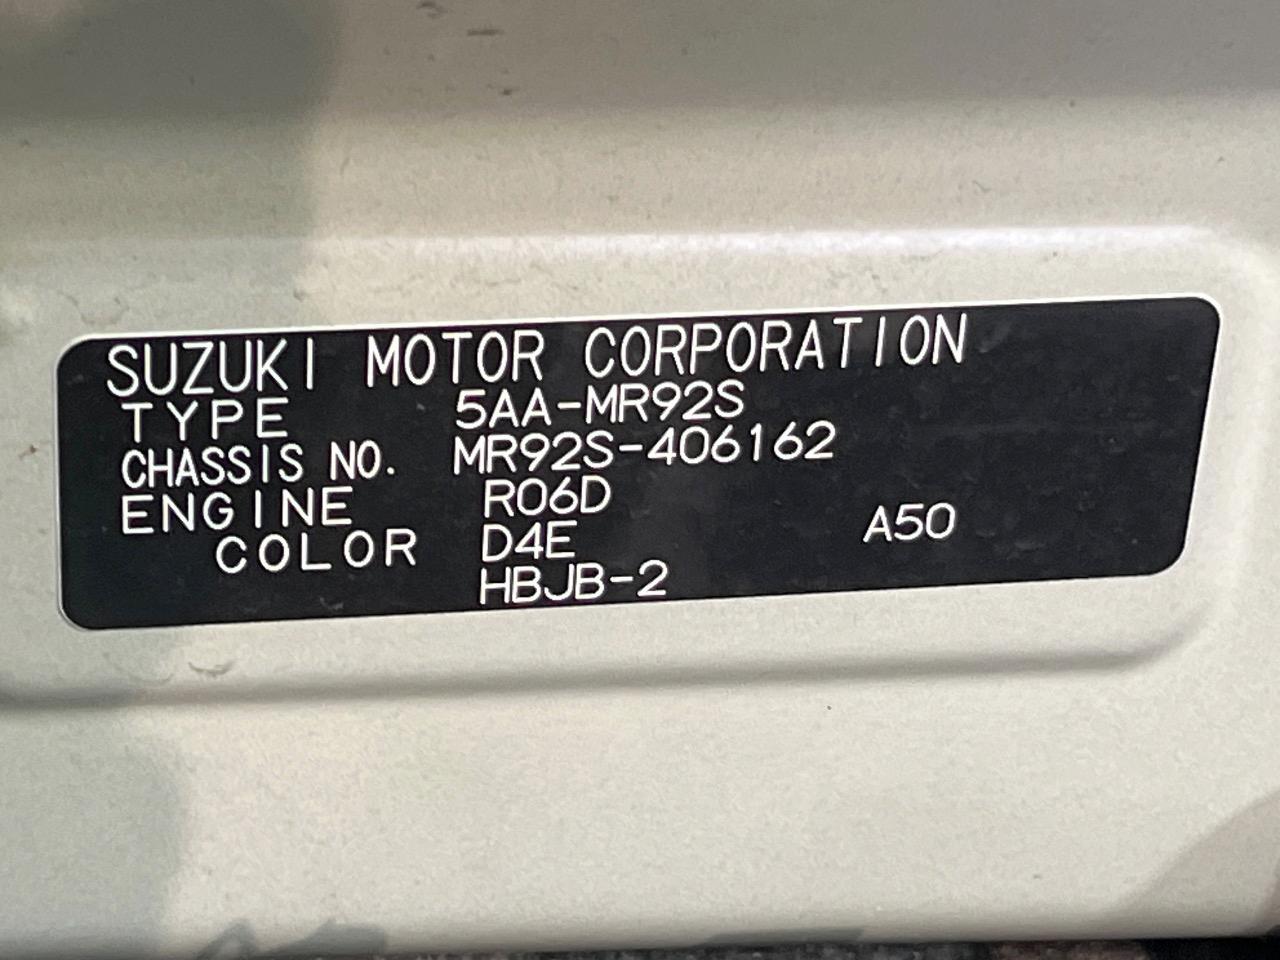 SUZUKI MOTOR CORPORATION
TYPE 5AA-MR92S
CHASSIS NO. MR92S-406162
ENGINE R06D
COLOR D4E A50
HBJB-2